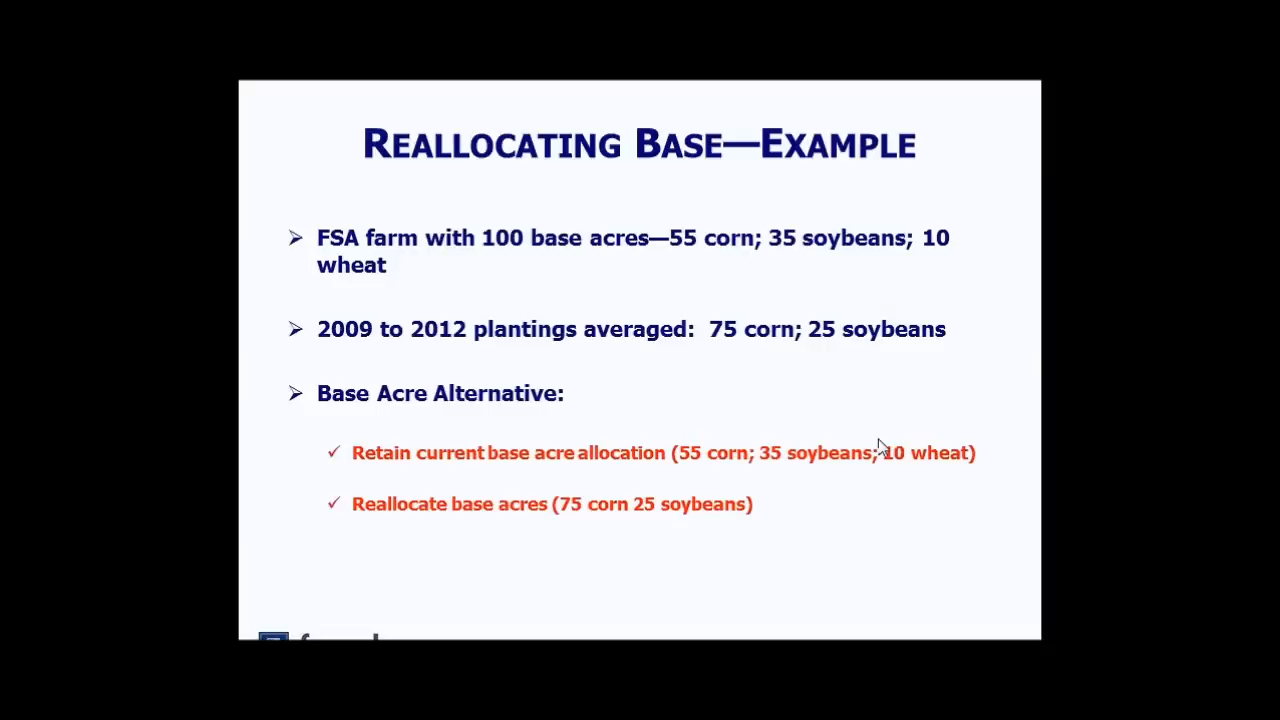 REALLOCATING BASE—EXAMPLE
FSA farm with 100 base acres—55 corn; 35 soybeans; 10
wheat
2009 to 2012 plantings averaged: 75 corn; 25 soybeans
Base Acre Alternative:
Retain current base acre allocation (55 corn; 35 soybeans; 10 wheat)
Reallocate base acres (75 corn 25 soybeans)